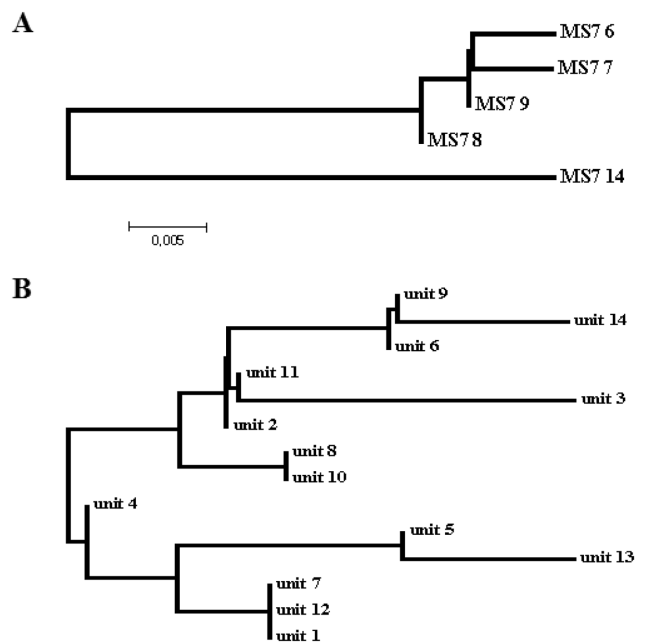 A
MS7 6
MS7 7
MS7 9
MS7 8
MS7 14
0,005
B
unit 9
unit 14
unit 6
unit 11
unit 3
unit 2
unit 8
unit 10
unit 4
unit 5
unit 13
unit 7
unit 12
unit 1